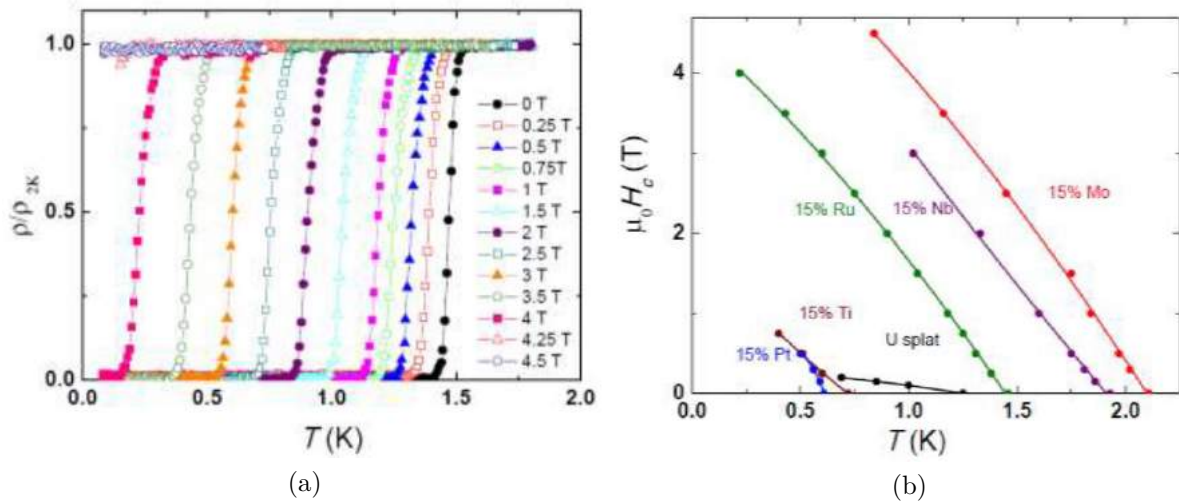 1.0
0.5
0.0
ρ/ρ2K
0 T
0.25 T
0.5 T
0.75T
1 T
1.5 T
2 T
2.5 T
3 T
3.5 T
4 T
4.25 T
4.5 T
0.0 0.5 1.0 1.5 2.0
T (K)
(a)
4
2
0
μ0Hc (T)
15% Mo
15% Ru
15% Nb
15% Ti
15% Pt
U splat
0.0 0.5 1.0 1.5 2.0
T (K)
(b)